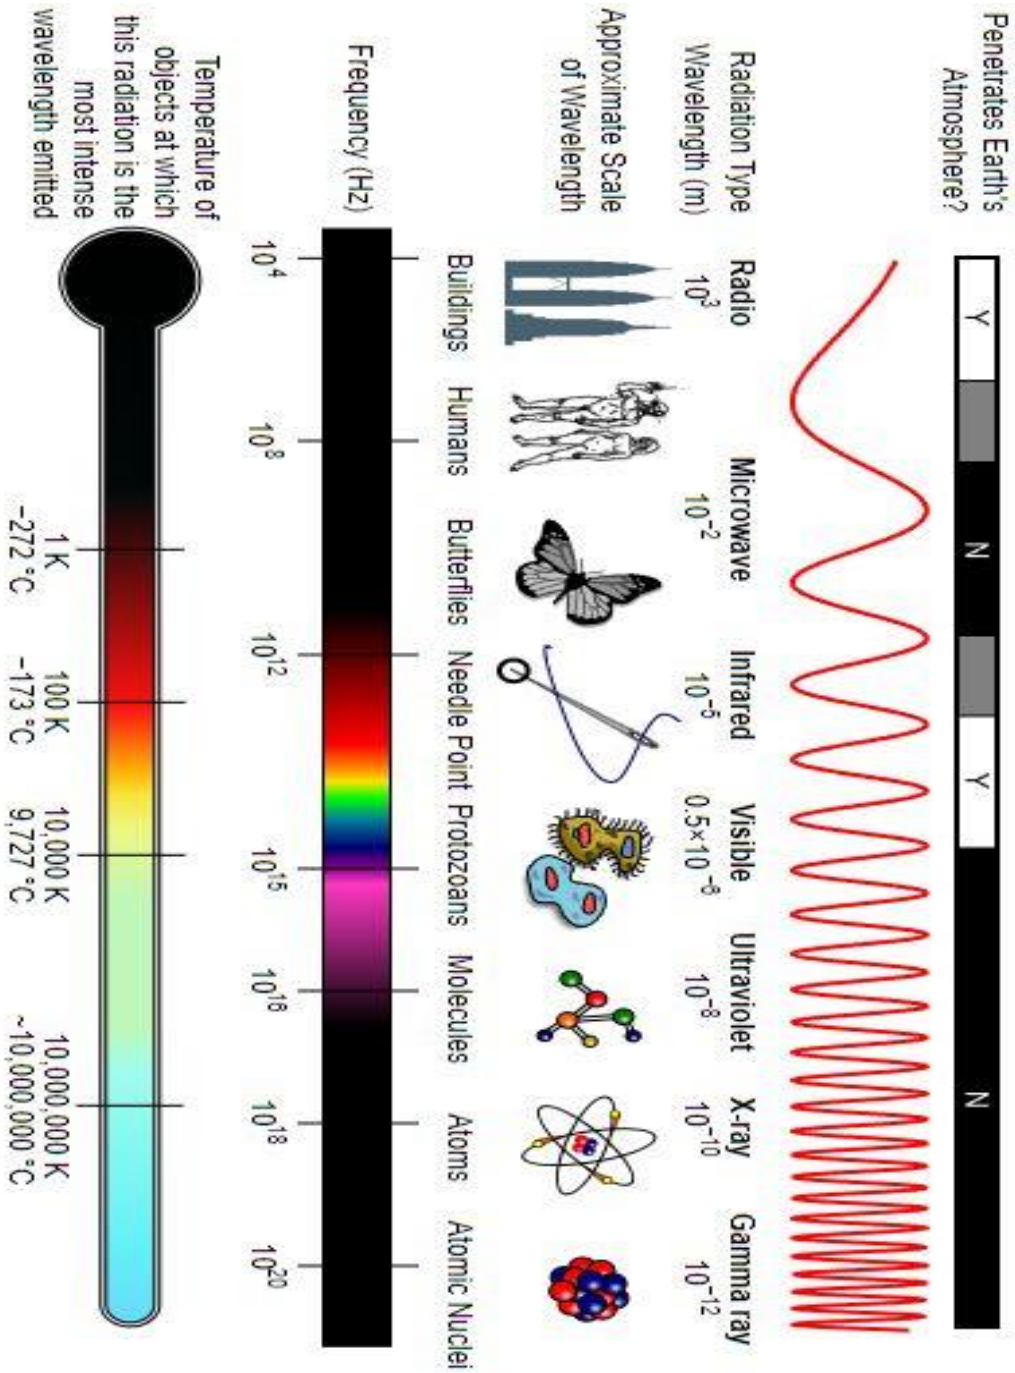 Penetrates Earth's
Atmosphere?
Y
N
Y
N
Radiation Type
Radio
Microwave
Infrared
Visible
Ultraviolet
X-ray
Gamma ray
Wavelength (m)
10³
10⁻²
10⁻⁵
0.5×10⁻⁶
10⁻⁸
10⁻¹⁰
10⁻¹²
Approximate Scale
of Wavelength
Buildings
Humans
Butterflies
Needle Point
Protozoans
Molecules
Atoms
Atomic Nuclei
Frequency (Hz)
10⁴
10⁸
10¹²
10¹⁵
10¹⁶
10¹⁸
10²⁰
Temperature of
objects at which
this radiation is the
most intense
wavelength emitted
1 K
−272 °C
100 K
−173 °C
10,000 K
9,727 °C
10,000,000 K
~10,000,000 °C